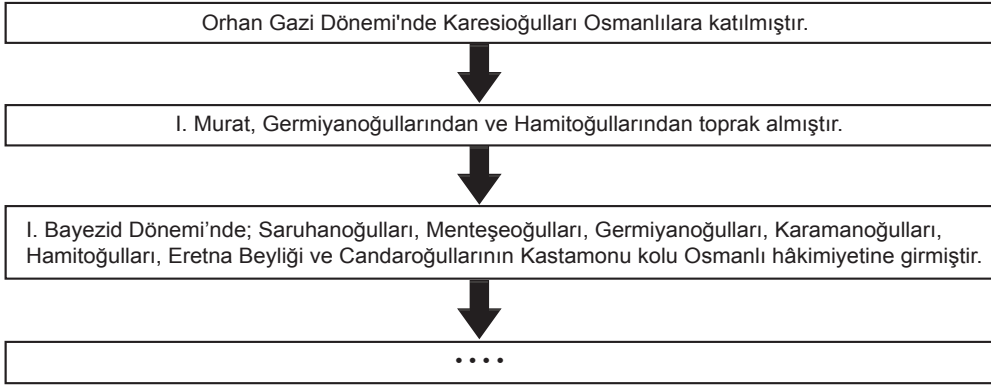 Orhan Gazi Dönemi'nde Karesioğulları Osmanlılara katılmıştır.
I. Murat, Germiyanoğullarından ve Hamitoğullarından toprak almıştır.
I. Bayezid Dönemi’nde; Saruhanoğulları, Menteşeoğulları, Germiyanoğulları, Karamanoğulları,
Hamitoğulları, Eretna Beyliği ve Candaroğullarının Kastamonu kolu Osmanlı hâkimiyetine girmiştir.
• • • •